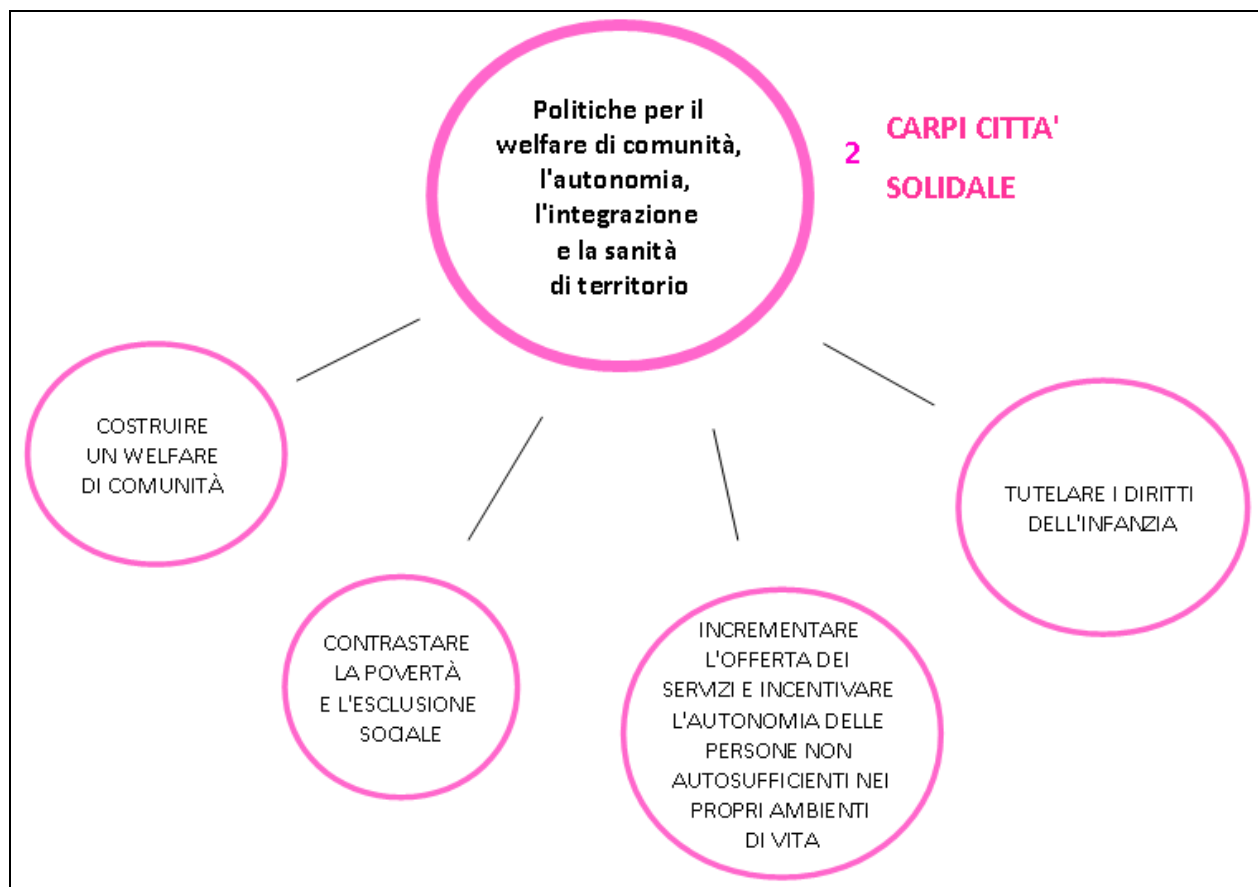 Politiche per il
welfare di comunità,
l'autonomia,
l'integrazione
e la sanità
di territorio
2
CARPI CITTA'
SOLIDALE
COSTRUIRE
UN WELFARE
DI COMUNITÀ
CONTRASTARE
LA POVERTÀ
E L'ESCLUSIONE
SOCIALE
INCREMENTARE
L'OFFERTA DEI
SERVIZI E INCENTIVARE
L'AUTONOMIA DELLE
PERSONE NON
AUTOSUFFICIENTI NEI
PROPRI AMBIENTI
DI VITA
TUTELARE I DIRITTI
DELL'INFANZIA